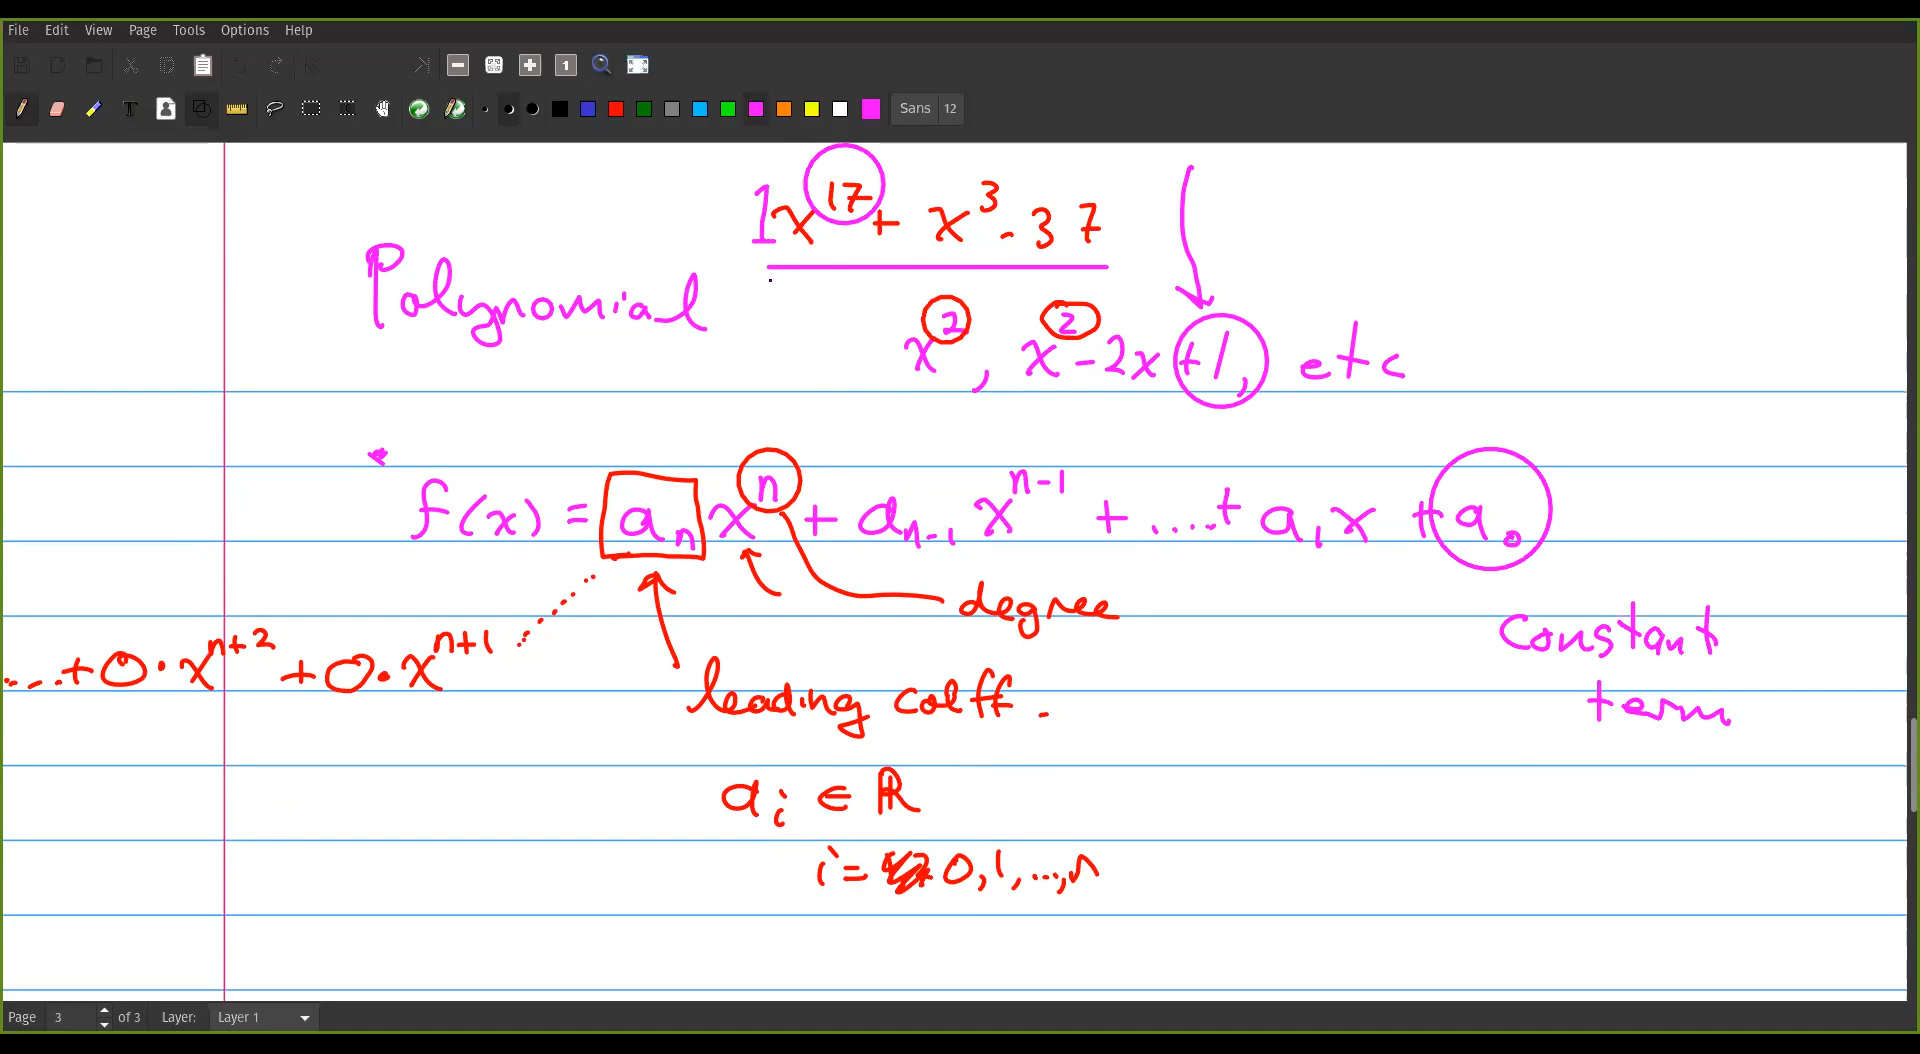 File Edit View Page Tools Options Help
Sans 12
1x^17 + x^3 - 37
Polynomial
x^2, x^2 - 2x + 1, etc
f(x) = a_n x^n + a_{n-1} x^{n-1} + .... + a_1 x + a_0
degree
....+ 0·x^{n+2} + 0·x^{n+1}
leading coeff.
Constant
term
a_i ∈ ℝ
i = 0, 1, ..., n
Page 3 of 3 Layer: Layer 1